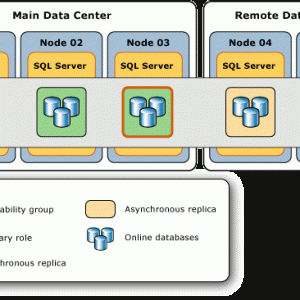 Main Data Center
Remote Dat
Node 02
Node 03
Node 04
SQL Server
SQL Server
SQL Server
ability group
Asynchronous replica
ary role
Online databases
hronous replica